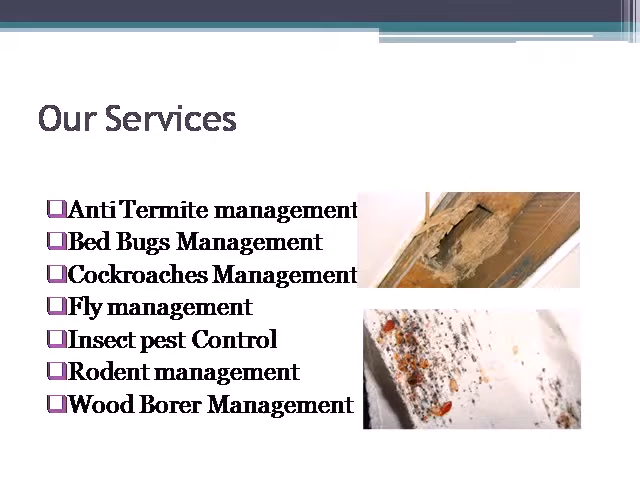 Our Services
❑Anti Termite management
❑Bed Bugs Management
❑Cockroaches Management
❑Fly management
❑Insect pest Control
❑Rodent management
❑Wood Borer Management